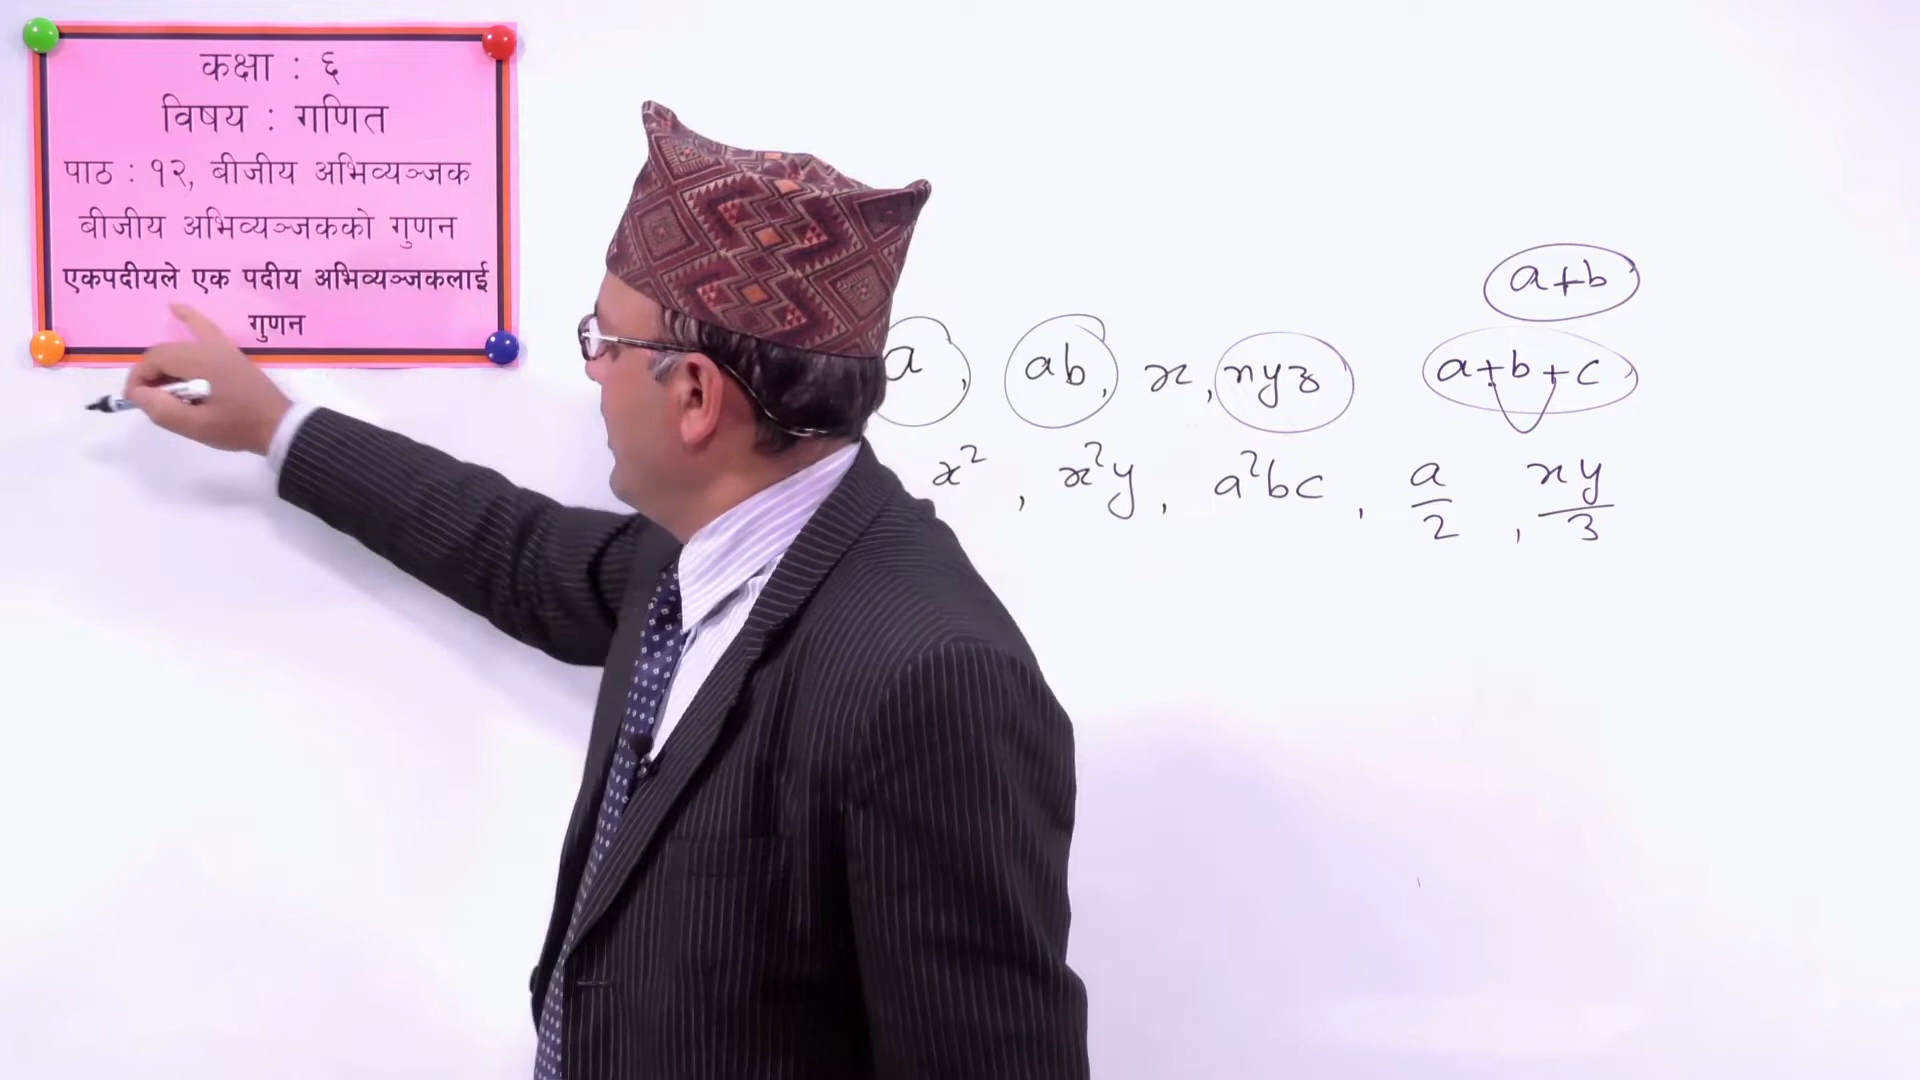 कक्षा : ६
विषय : गणित
पाठ : १२, बीजीय अभिव्यञ्जक
बीजीय अभिव्यञ्जकको गुणन
एकपदीयले एक पदीय अभिव्यञ्जकलाई
गुणन
a+b
a, ab, x, xyz a+b+c
x², x²y, a²bc, a/2, xy/3